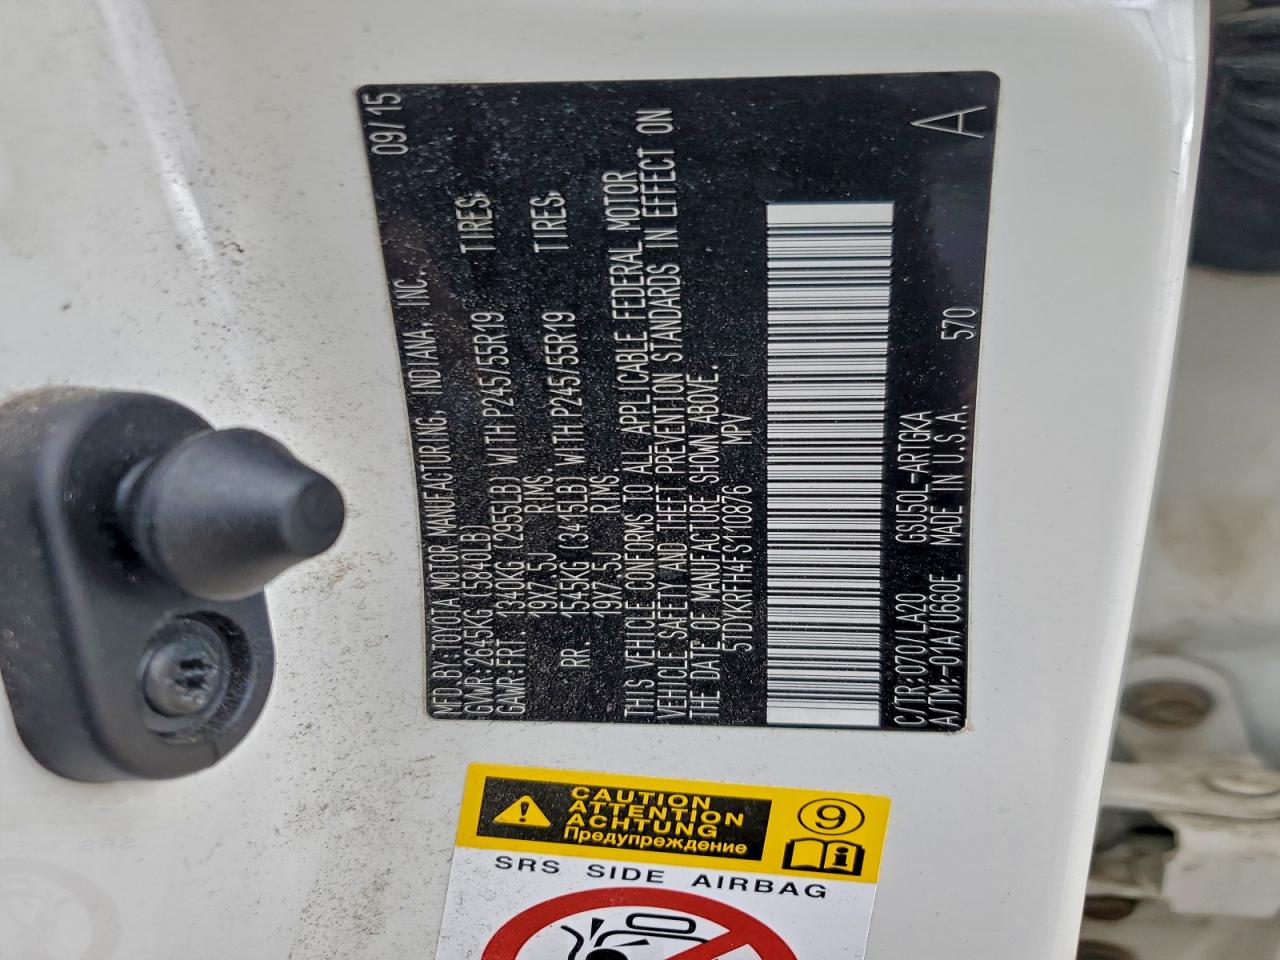 MFD BY TOYOTA MOTOR MANUFACTURING, INDIANA, INC. 09/15
GVWR 2645KG (5840LB)
GAWR:FRT. 1340KG (2955LB) WITH P245/55R19 TIRES,
19X7.5J RIMS.
RR 1545KG (3415LB) WITH P245/55R19 TIRES,
19X7.5J RIMS.
THIS VEHICLE CONFORMS TO ALL APPLICABLE FEDERAL MOTOR
VEHICLE SAFETY AND THEFT PREVENTION STANDARDS IN EFFECT ON
THE DATE OF MANUFACTURE SHOWN ABOVE.
5TDYKRFH4FS110876 MPV
C/TR:070/LA20 GSU50L-ARTGKA
A/TM:-01A/U660E MADE IN U.S.A. 570 A
CAUTION
ATTENTION
ACHTUNG
Предупреждение
9
i
SRS SIDE AIRBAG